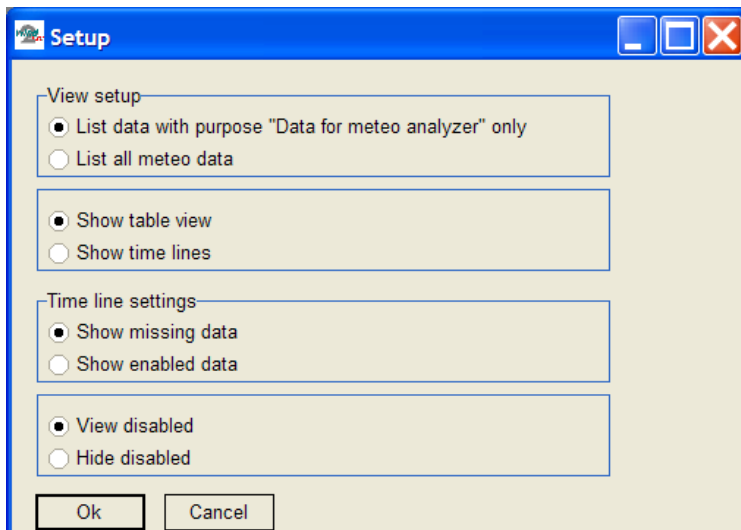 Setup
View setup
List data with purpose "Data for meteo analyzer" only
List all meteo data
Show table view
Show time lines
Time line settings
Show missing data
Show enabled data
View disabled
Hide disabled
Ok Cancel